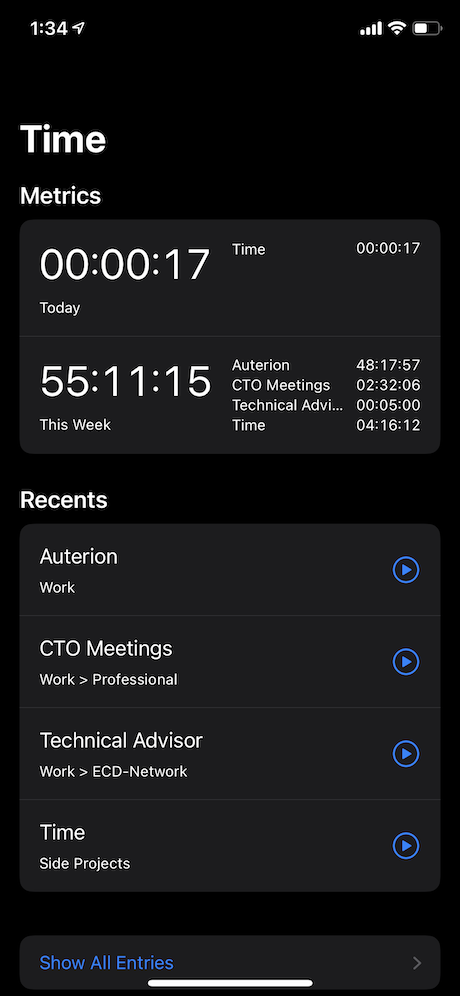 1:34
Time
Metrics
00:00:17
Time 00:00:17
Today
55:11:15
Auterion 48:17:57
CTO Meetings 02:32:06
Technical Advi... 00:05:00
Time 04:16:12
This Week
Recents
Auterion
Work
CTO Meetings
Work > Professional
Technical Advisor
Work > ECD-Network
Time
Side Projects
Show All Entries